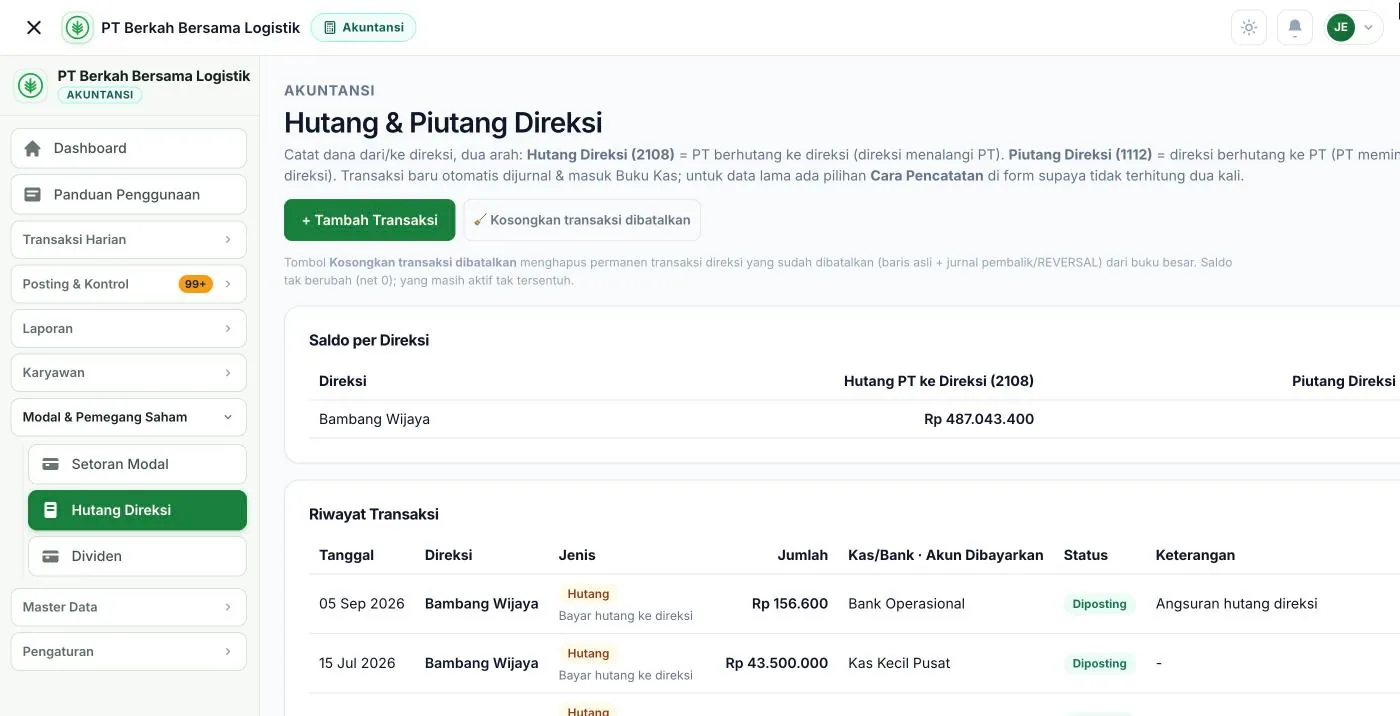 PT Berkah Bersama Logistik Akuntansi JE
PT Berkah Bersama Logistik
AKUNTANSI
Dashboard
Panduan Penggunaan
Transaksi Harian
Posting & Kontrol 99+
Laporan
Karyawan
Modal & Pemegang Saham
Setoran Modal
Hutang Direksi
Dividen
Master Data
Pengaturan
AKUNTANSI
Hutang & Piutang Direksi
Catat dana dari/ke direksi, dua arah: Hutang Direksi (2108) = PT berhutang ke direksi (direksi menalangi PT). Piutang Direksi (1112) = direksi berhutang ke PT (PT
direksi). Transaksi baru otomatis dijurnal & masuk Buku Kas; untuk data lama ada pilihan Cara Pencatatan di form supaya tidak terhitung dua kali.
+ Tambah Transaksi Kosongkan transaksi dibatalkan
Tombol Kosongkan transaksi dibatalkan menghapus permanen transaksi direksi yang sudah dibatalkan (baris asli + jurnal pembalik/REVERSAL) dari buku besar. Saldo
tak berubah (net 0); yang masih aktif tak tersentuh.
Saldo per Direksi
Direksi Hutang PT ke Direksi (2108) Piutang Direksi
Bambang Wijaya Rp 487.043.400
Riwayat Transaksi
Tanggal Direksi Jenis Jumlah Kas/Bank · Akun Dibayarkan Status Keterangan
05 Sep 2026 Bambang Wijaya Hutang Rp 156.600 Bank Operasional Diposting Angsuran hutang direksi
Bayar hutang ke direksi
15 Jul 2026 Bambang Wijaya Hutang Rp 43.500.000 Kas Kecil Pusat Diposting -
Bayar hutang ke direksi
Hutang